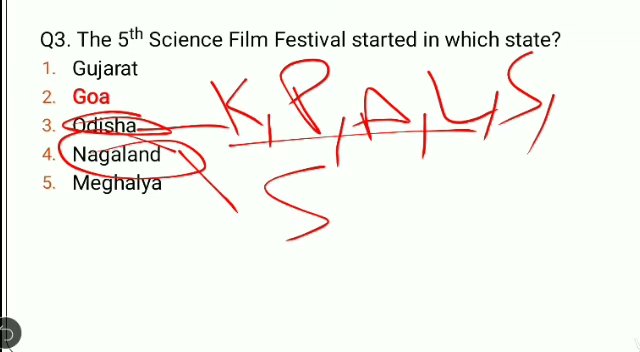 Q3. The 5th Science Film Festival started in which state?
1. Gujarat
2. Goa
3. Odisha K, P, A, L, S,
4. Nagaland
5. Meghalya S